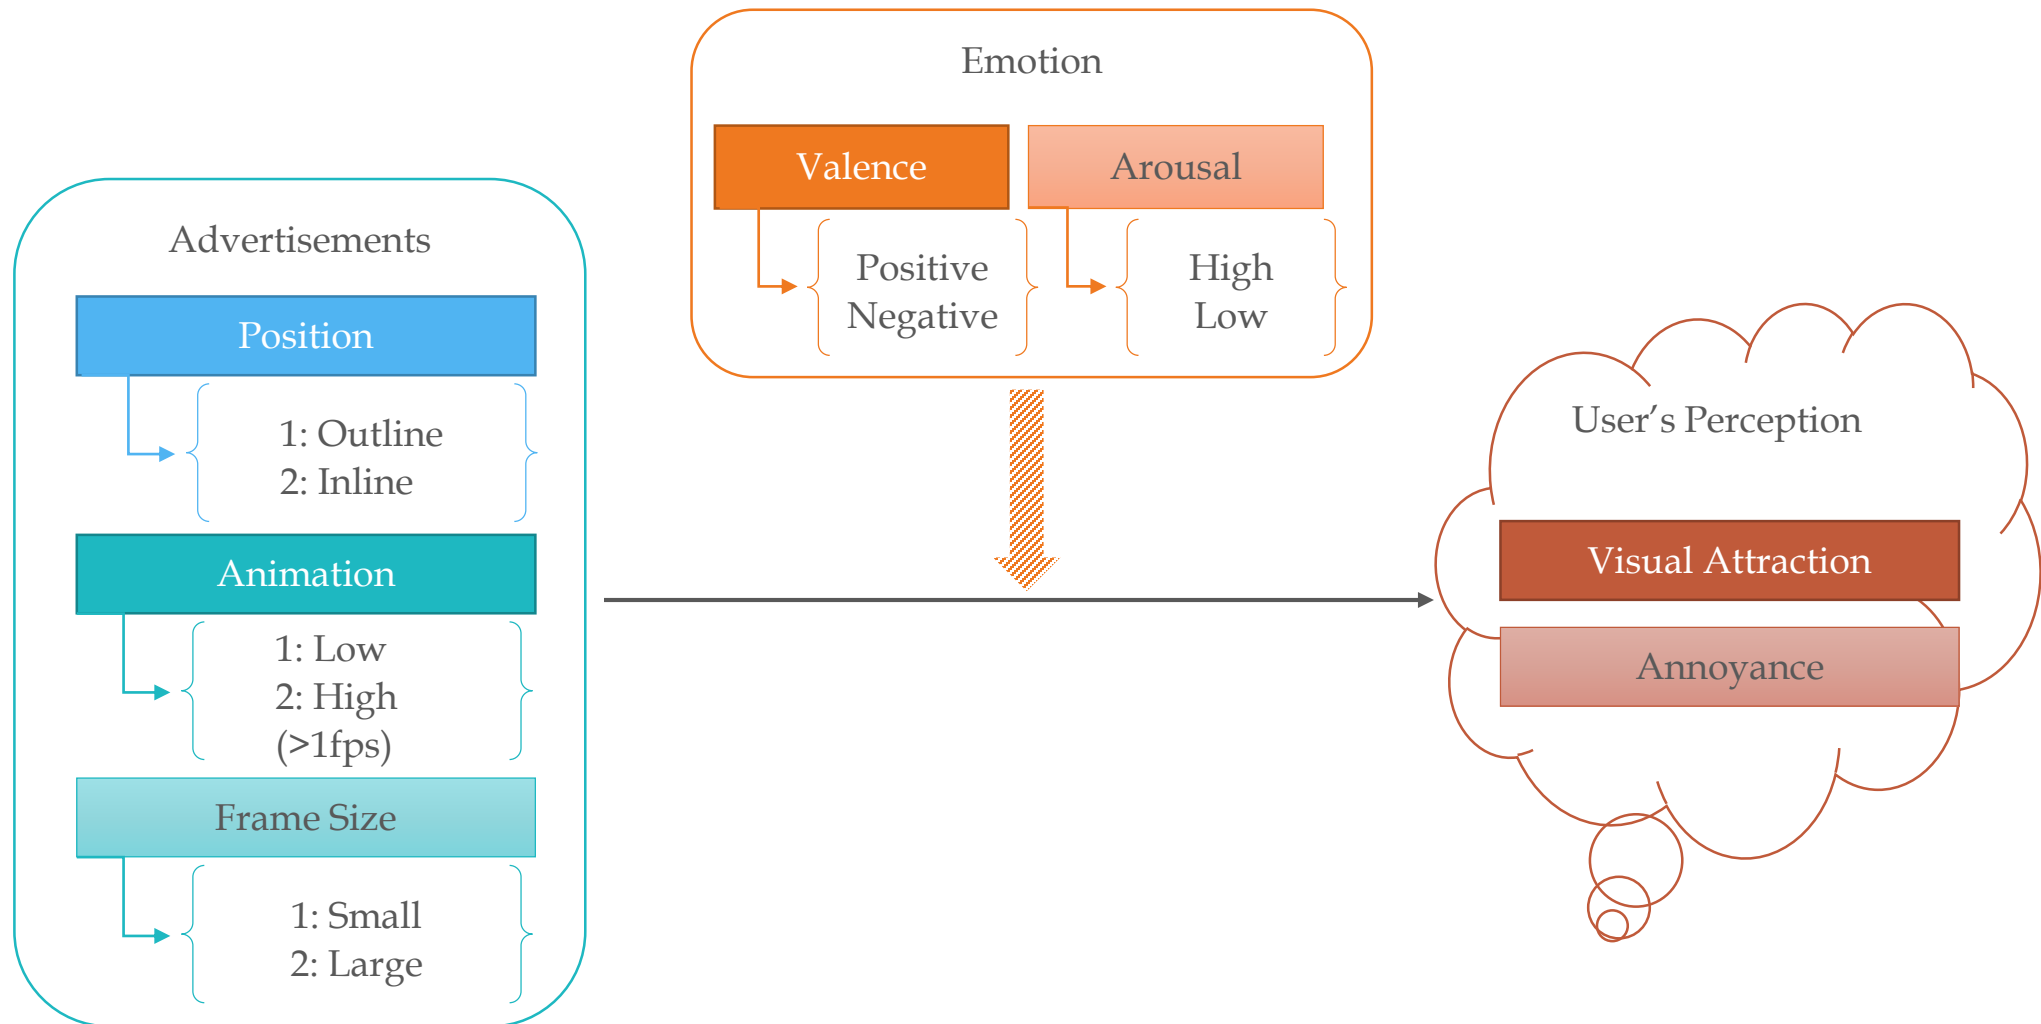 Emotion
Valence
Arousal
Positive
Negative
High
Low
Advertisements
Position
1: Outline
2: Inline
Animation
1: Low
2: High
(>1fps)
Frame Size
1: Small
2: Large
User’s Perception
Visual Attraction
Annoyance